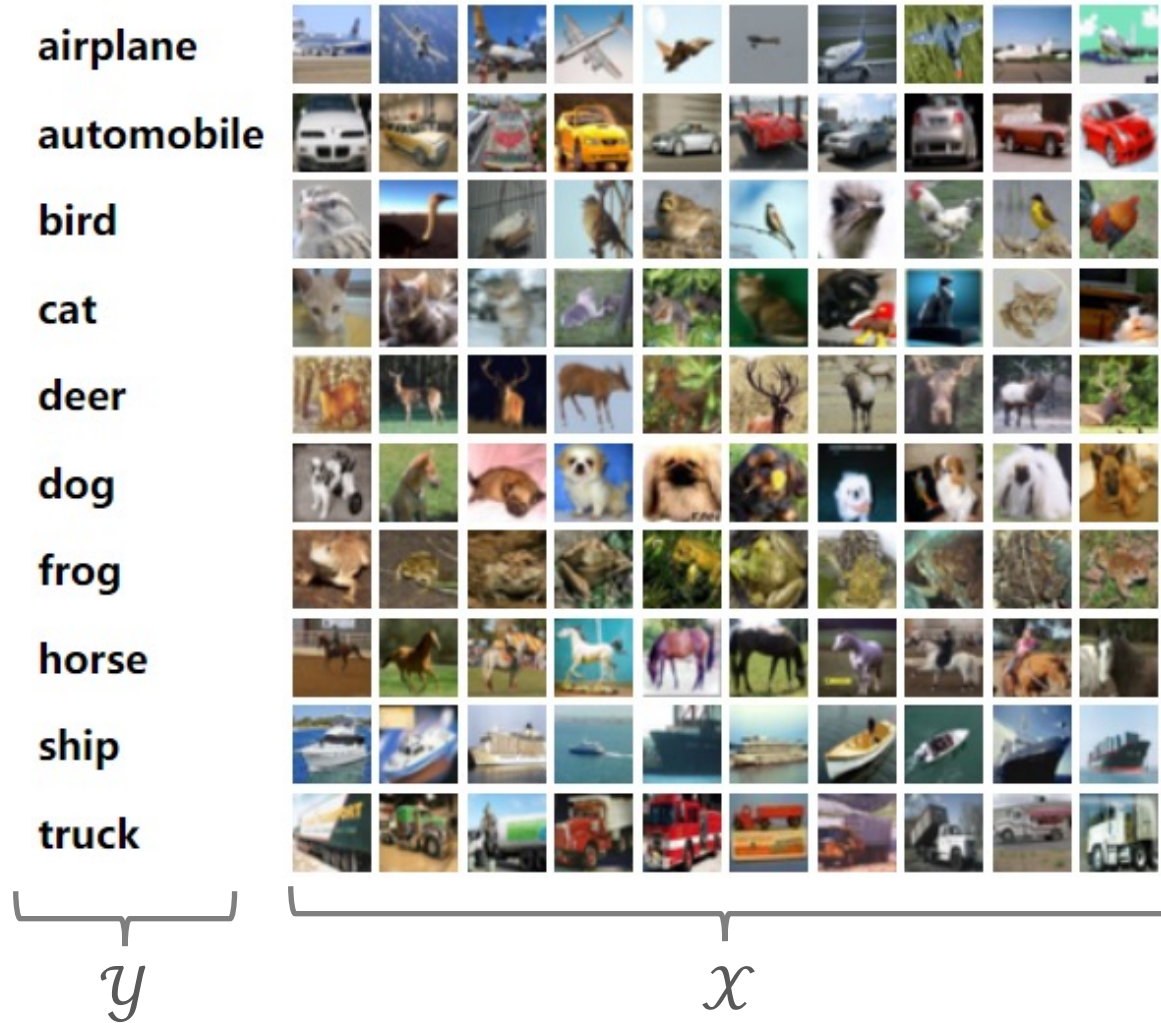 airplane
automobile
bird
cat
deer
dog
frog
horse
ship
truck
𝒴
𝒳